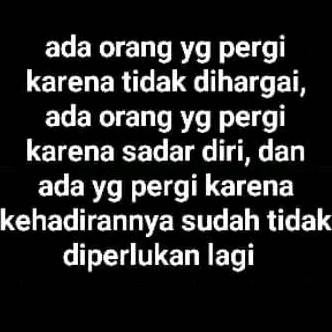 ada orang yg pergi
karena tidak dihargai,
ada orang yg pergi
karena sadar diri, dan
ada yg pergi karena
kehadirannya sudah tidak
diperlukan lagi